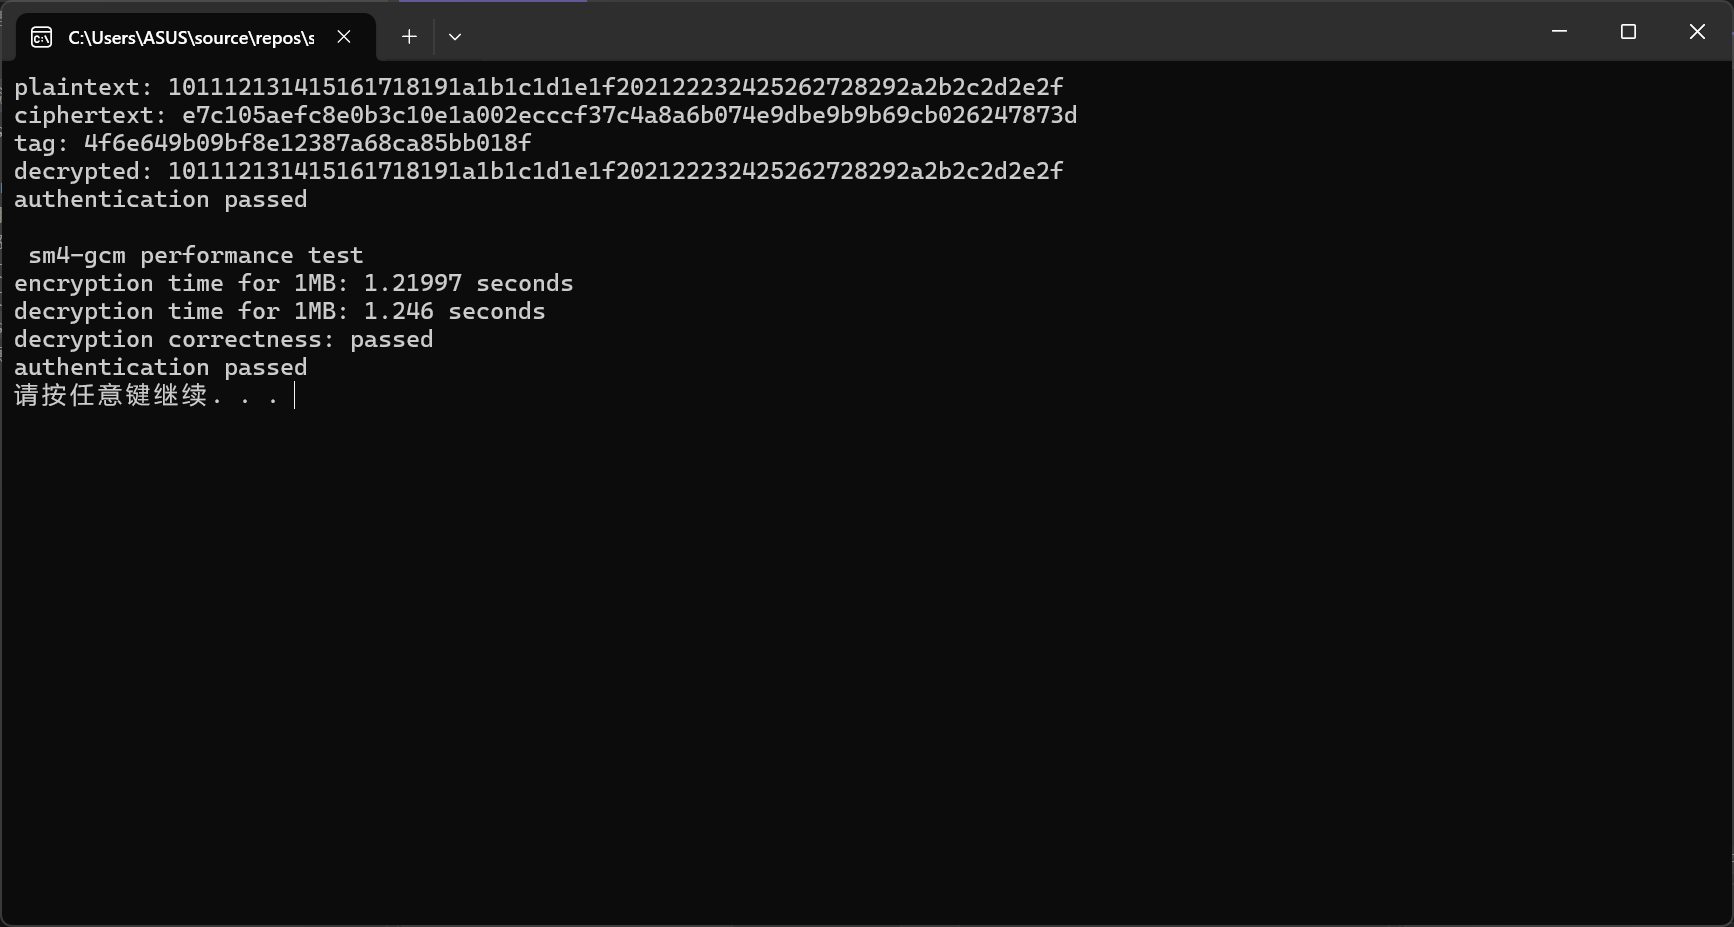 C:\Users\ASUS\source\repos\s
plaintext: 101112131415161718191a1b1c1d1e1f202122232425262728292a2b2c2d2e2f
ciphertext: e7c105aefc8e0b3c10e1a002ecccf37c4a8a6b074e9dbe9b9b69cb026247873d
tag: 4f6e649b09bf8e12387a68ca85bb018f
decrypted: 101112131415161718191a1b1c1d1e1f202122232425262728292a2b2c2d2e2f
authentication passed
sm4-gcm performance test
encryption time for 1MB: 1.21997 seconds
decryption time for 1MB: 1.246 seconds
decryption correctness: passed
authentication passed
请按任意键继续. . .